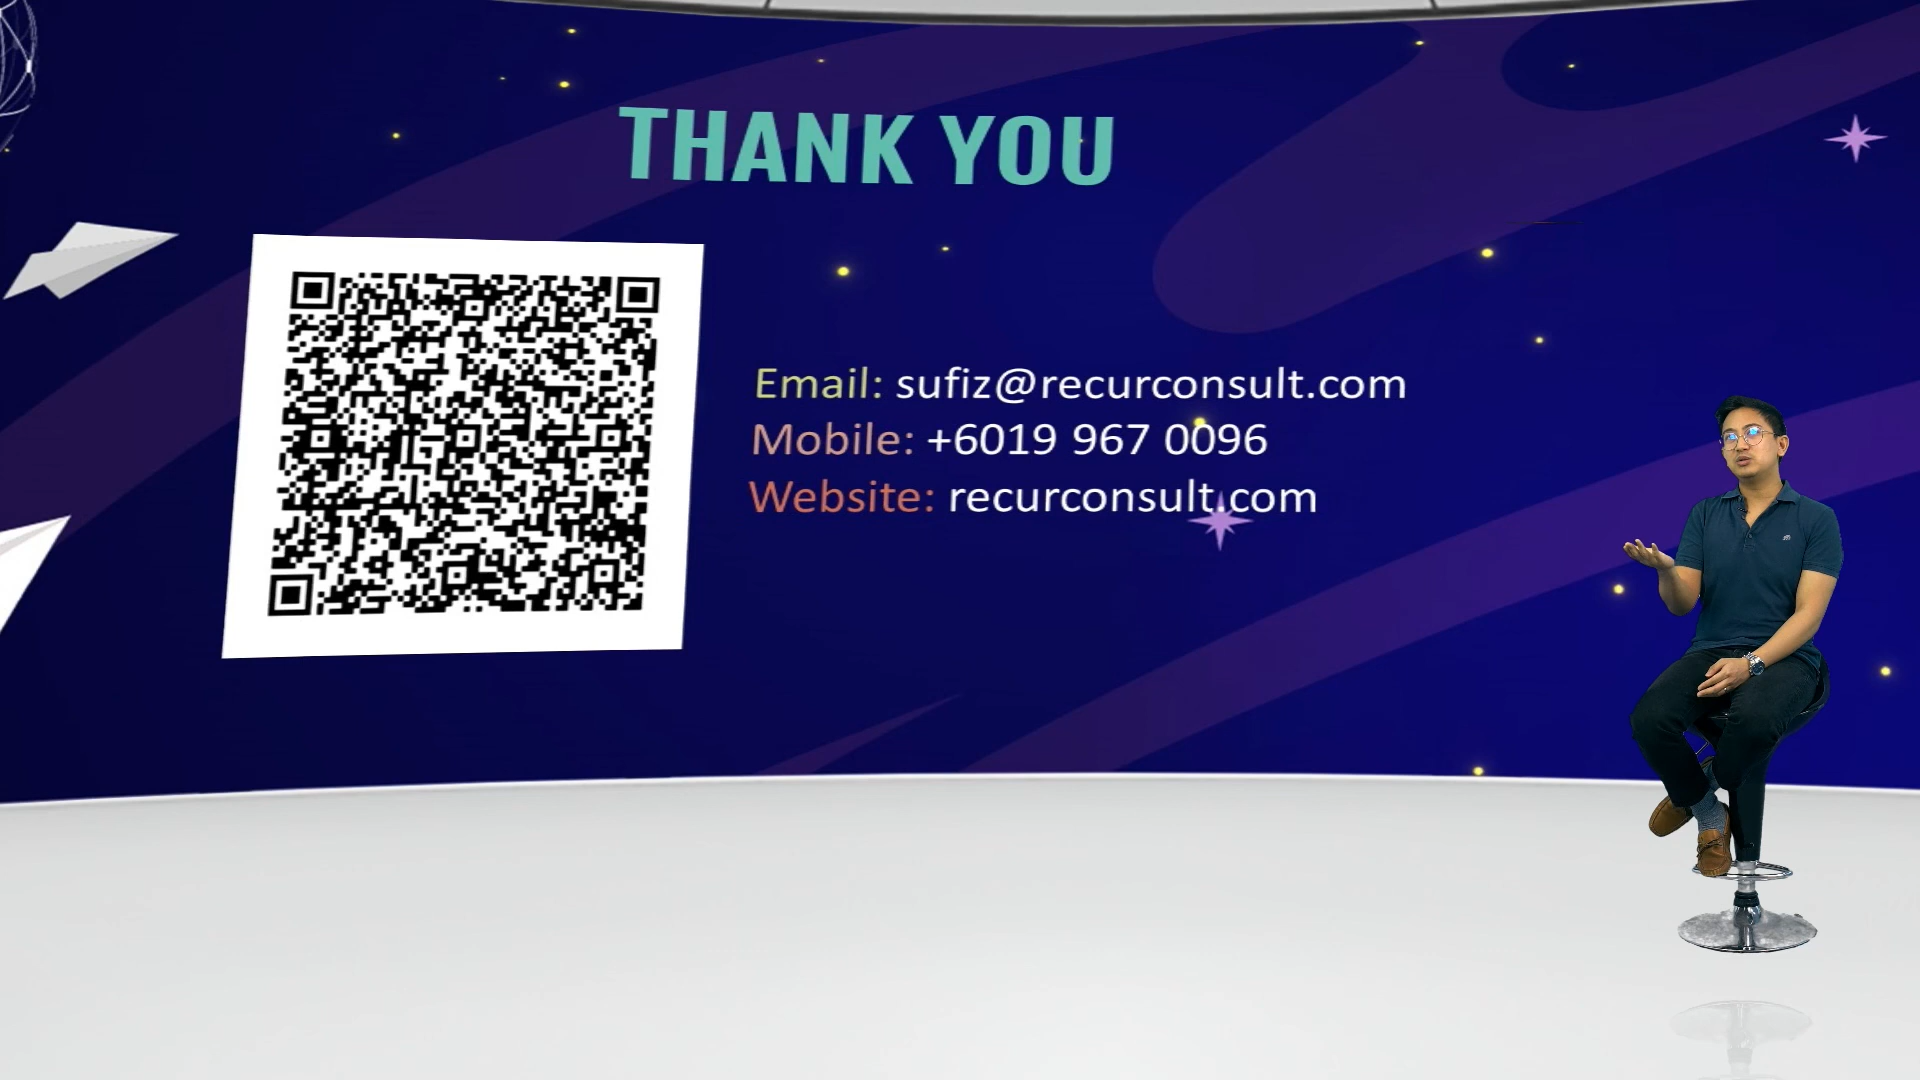 THANK YOU
Email: sufiz@recurconsult.com
Mobile: +6019 967 0096
Website: recurconsult.com